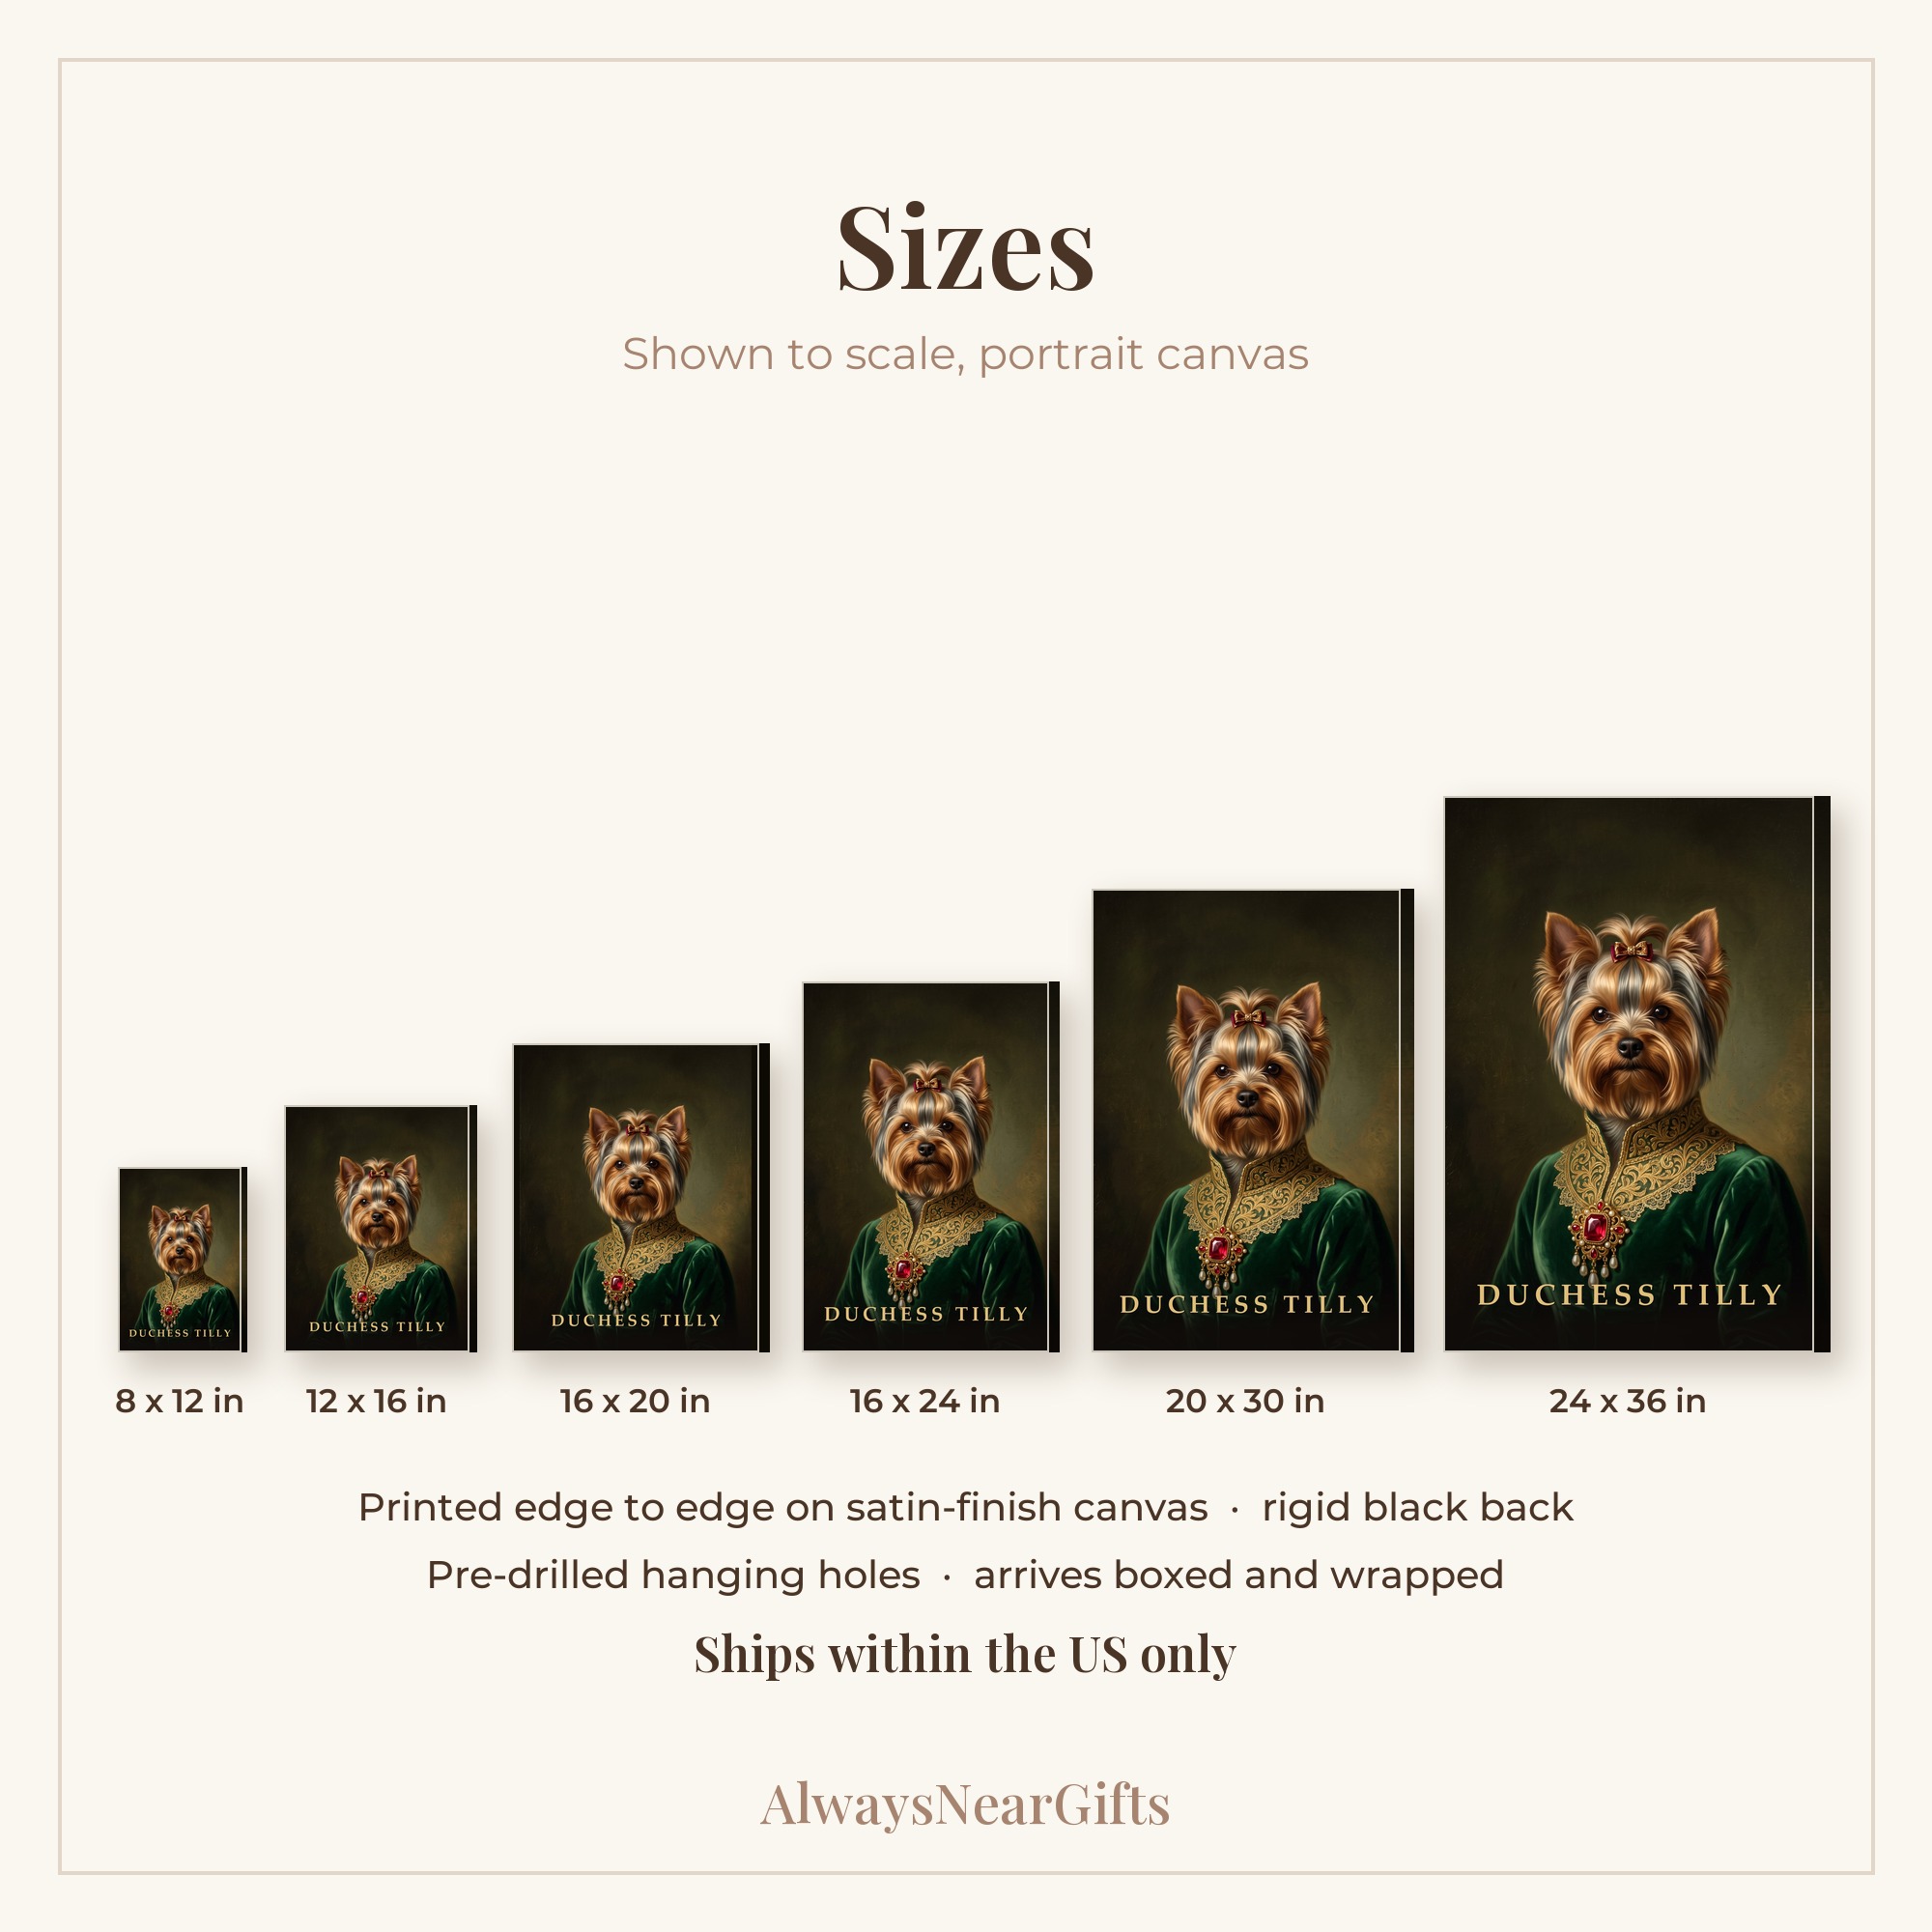 Sizes
Shown to scale, portrait canvas
DUCHESS TILLY
DUCHESS TILLY
DUCHESS TILLY
DUCHESS TILLY
DUCHESS TILLY
DUCHESS TILLY
8 x 12 in
12 x 16 in
16 x 20 in
16 x 24 in
20 x 30 in
24 x 36 in
Printed edge to edge on satin-finish canvas · rigid black back
Pre-drilled hanging holes · arrives boxed and wrapped
Ships within the US only
AlwaysNearGifts